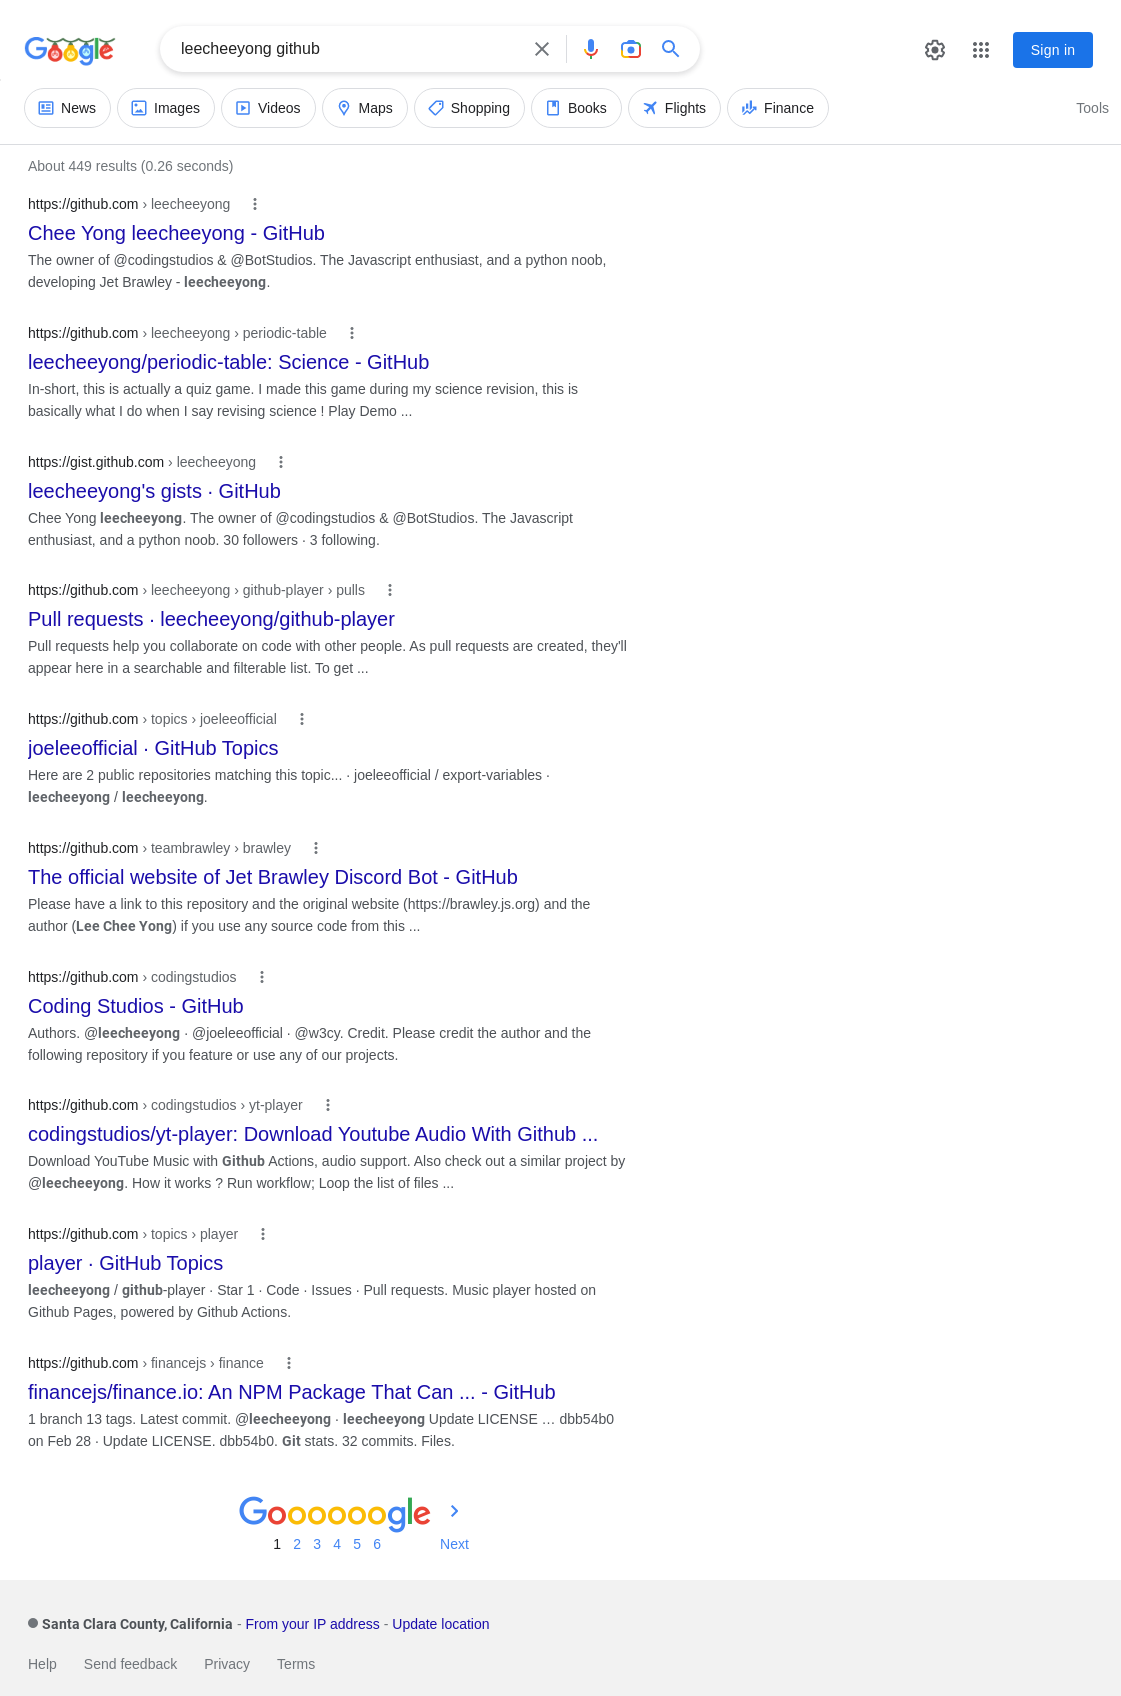 Google
leecheeyong github
Sign in
News Images Videos Maps Shopping Books Flights Finance Tools
About 449 results (0.26 seconds)
https://github.com › leecheeyong
Chee Yong leecheeyong - GitHub
The owner of @codingstudios & @BotStudios. The Javascript enthusiast, and a python noob,
developing Jet Brawley - leecheeyong.
https://github.com › leecheeyong › periodic-table
leecheeyong/periodic-table: Science - GitHub
In-short, this is actually a quiz game. I made this game during my science revision, this is
basically what I do when I say revising science ! Play Demo ...
https://gist.github.com › leecheeyong
leecheeyong's gists · GitHub
Chee Yong leecheeyong. The owner of @codingstudios & @BotStudios. The Javascript
enthusiast, and a python noob. 30 followers · 3 following.
https://github.com › leecheeyong › github-player › pulls
Pull requests · leecheeyong/github-player
Pull requests help you collaborate on code with other people. As pull requests are created, they'll
appear here in a searchable and filterable list. To get ...
https://github.com › topics › joeleeofficial
joeleeofficial · GitHub Topics
Here are 2 public repositories matching this topic... · joeleeofficial / export-variables ·
leecheeyong / leecheeyong.
https://github.com › teambrawley › brawley
The official website of Jet Brawley Discord Bot - GitHub
Please have a link to this repository and the original website (https://brawley.js.org) and the
author (Lee Chee Yong) if you use any source code from this ...
https://github.com › codingstudios
Coding Studios - GitHub
Authors. @leecheeyong · @joeleeofficial · @w3cy. Credit. Please credit the author and the
following repository if you feature or use any of our projects.
https://github.com › codingstudios › yt-player
codingstudios/yt-player: Download Youtube Audio With Github ...
Download YouTube Music with Github Actions, audio support. Also check out a similar project by
@leecheeyong. How it works ? Run workflow; Loop the list of files ...
https://github.com › topics › player
player · GitHub Topics
leecheeyong / github-player · Star 1 · Code · Issues · Pull requests. Music player hosted on
Github Pages, powered by Github Actions.
https://github.com › financejs › finance
financejs/finance.io: An NPM Package That Can ... - GitHub
1 branch 13 tags. Latest commit. @leecheeyong · leecheeyong Update LICENSE … dbb54b0
on Feb 28 · Update LICENSE. dbb54b0. Git stats. 32 commits. Files.
Goooooogle
1 2 3 4 5 6 Next
Santa Clara County, California - From your IP address - Update location
Help Send feedback Privacy Terms